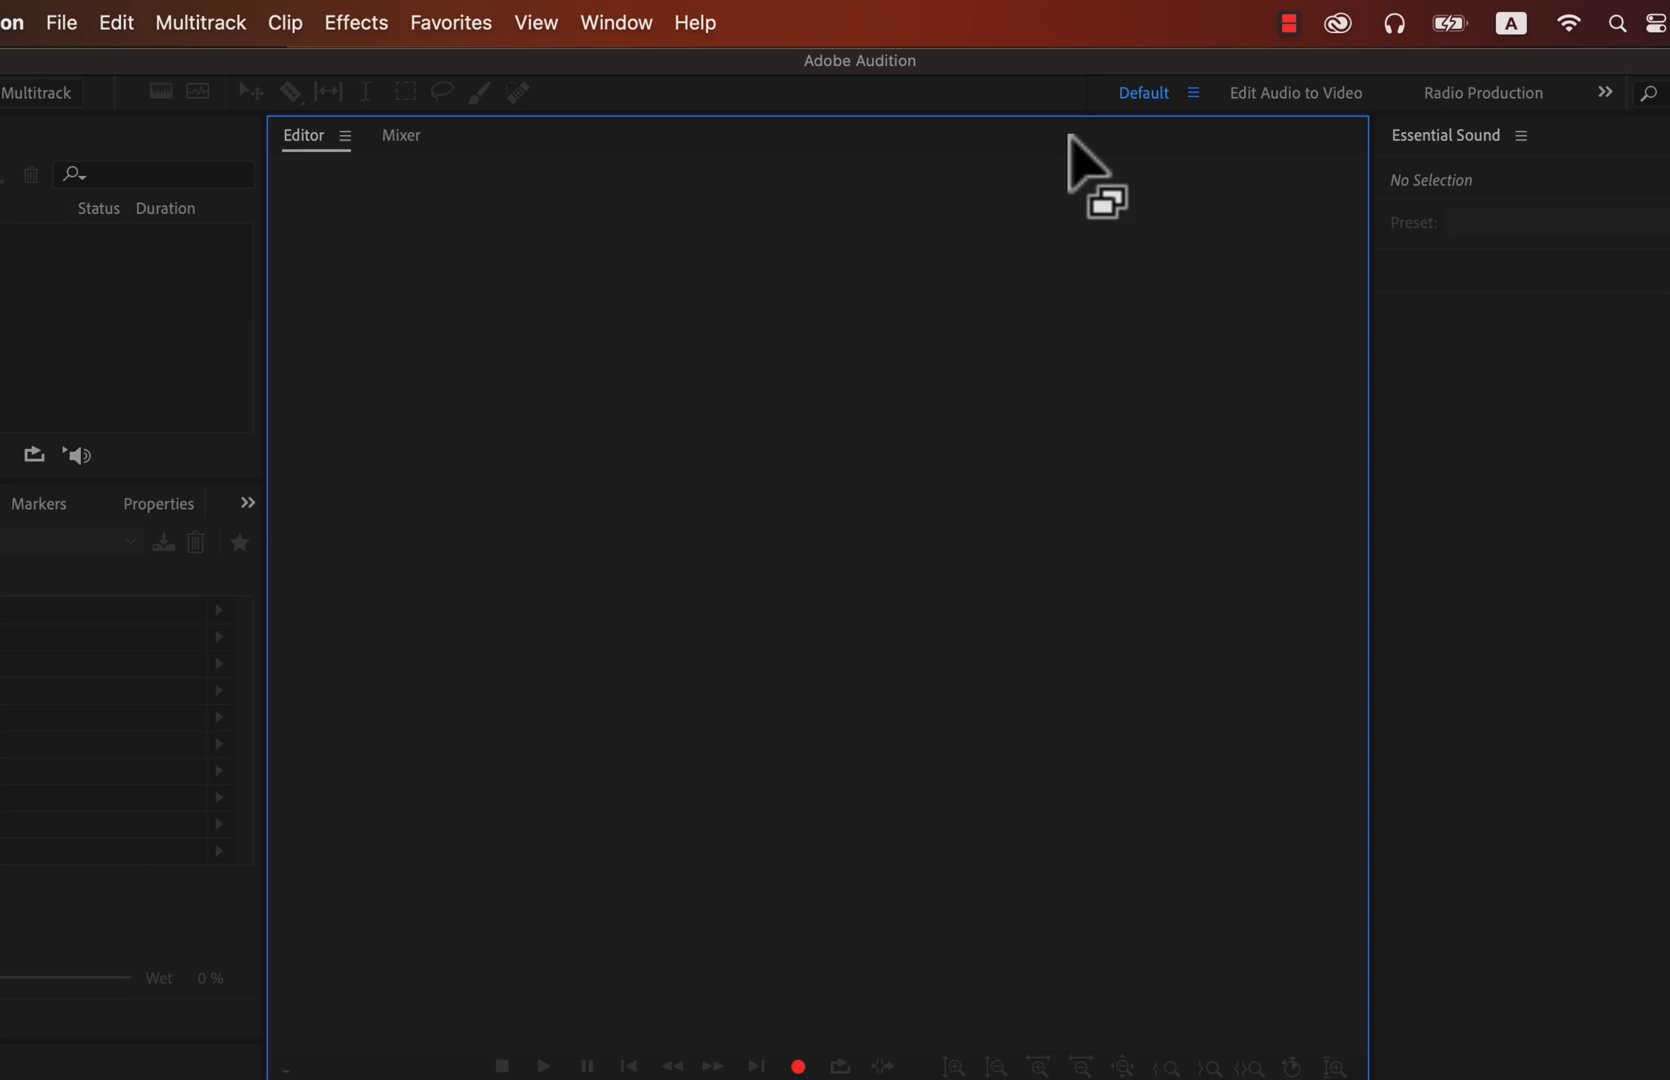 on File Edit Multitrack Clip Effects Favorites View Window Help A
Adobe Audition
Multitrack Default Edit Audio to Video Radio Production
Editor Mixer Essential Sound
No Selection
Status Duration
Preset:
Markers Properties
Wet 0 %